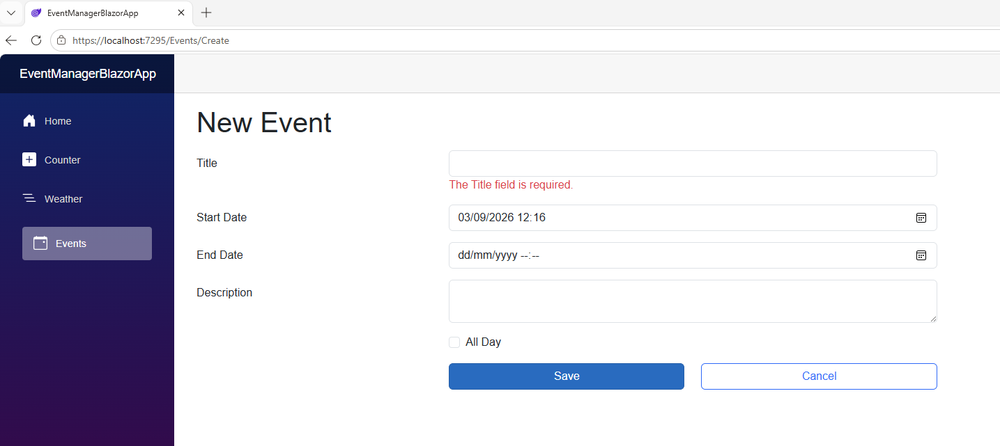 EventManagerBlazorApp
https://localhost:7295/Events/Create
EventManagerBlazorApp
Home
Counter
Weather
Events
New Event
Title
The Title field is required.
Start Date 03/09/2026 12:16
End Date dd/mm/yyyy --:--
Description
All Day
Save Cancel